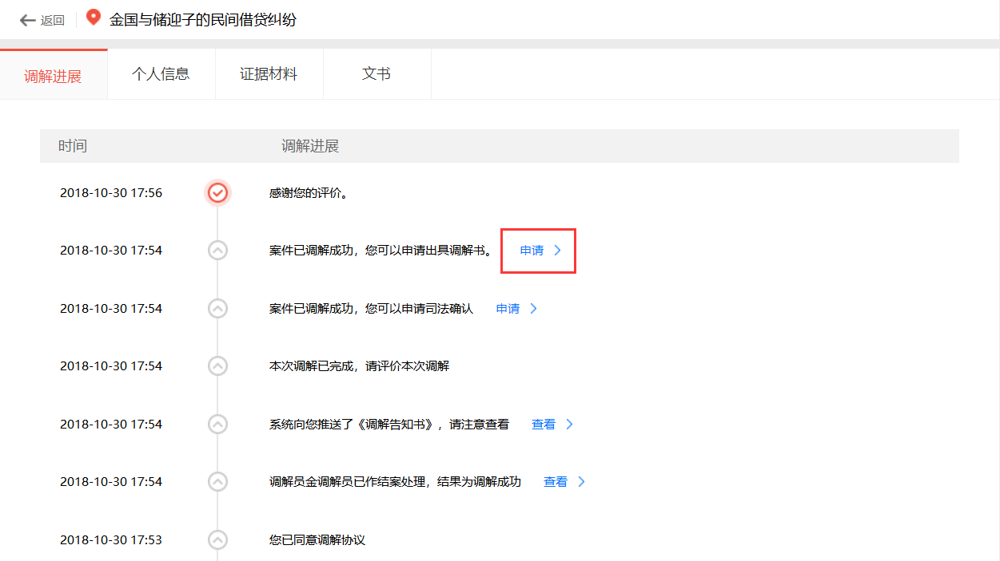 返回 金国与储迎子的民间借贷纠纷
调解进展 个人信息 证据材料 文书
时间 调解进展
2018-10-30 17:56 感谢您的评价。
2018-10-30 17:54 案件已调解成功，您可以申请出具调解书。 申请
2018-10-30 17:54 案件已调解成功，您可以申请司法确认 申请
2018-10-30 17:54 本次调解已完成，请评价本次调解
2018-10-30 17:54 系统向您推送了《调解告知书》，请注意查看 查看
2018-10-30 17:54 调解员金调解员已作结案处理，结果为调解成功 查看
2018-10-30 17:53 您已同意调解协议